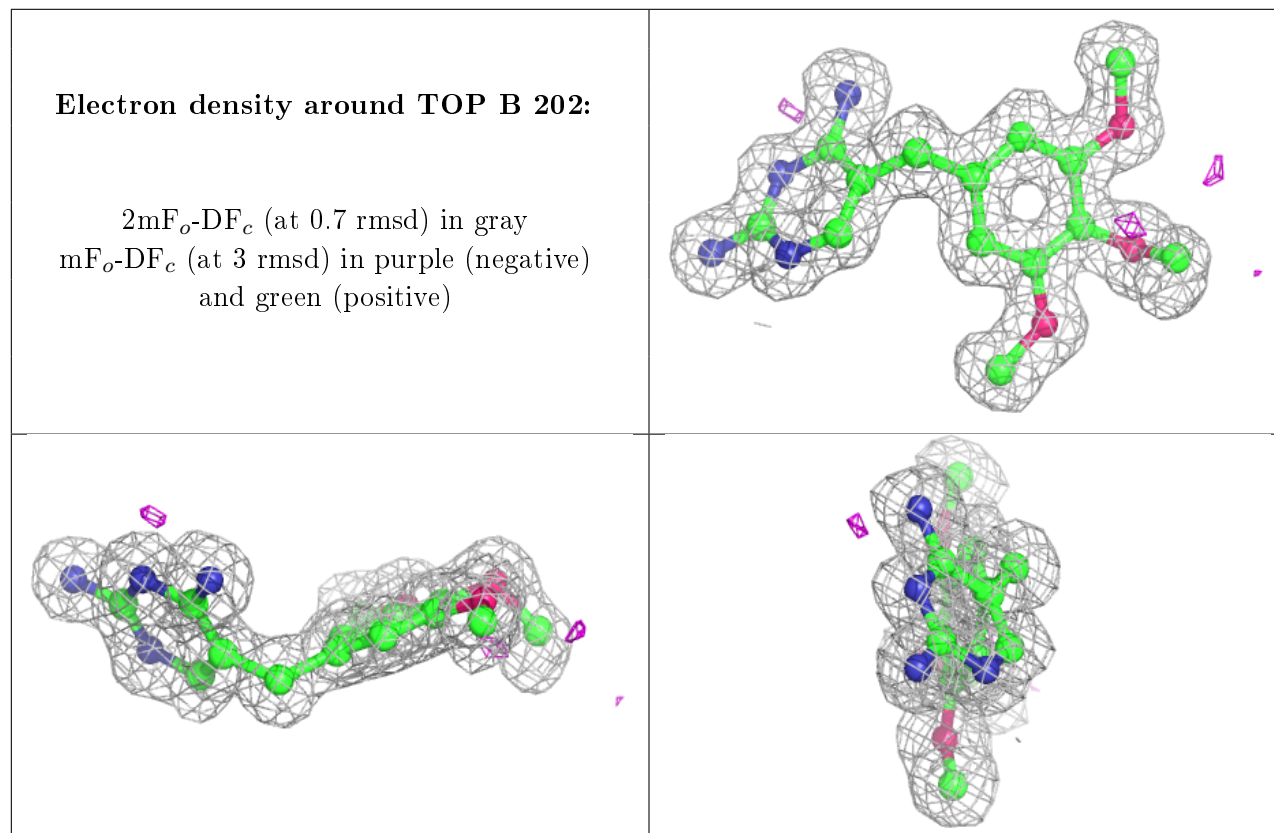 Electron density around TOP B 202:
2mFo-DFc (at 0.7 rmsd) in gray
mFo-DFc (at 3 rmsd) in purple (negative)
and green (positive)